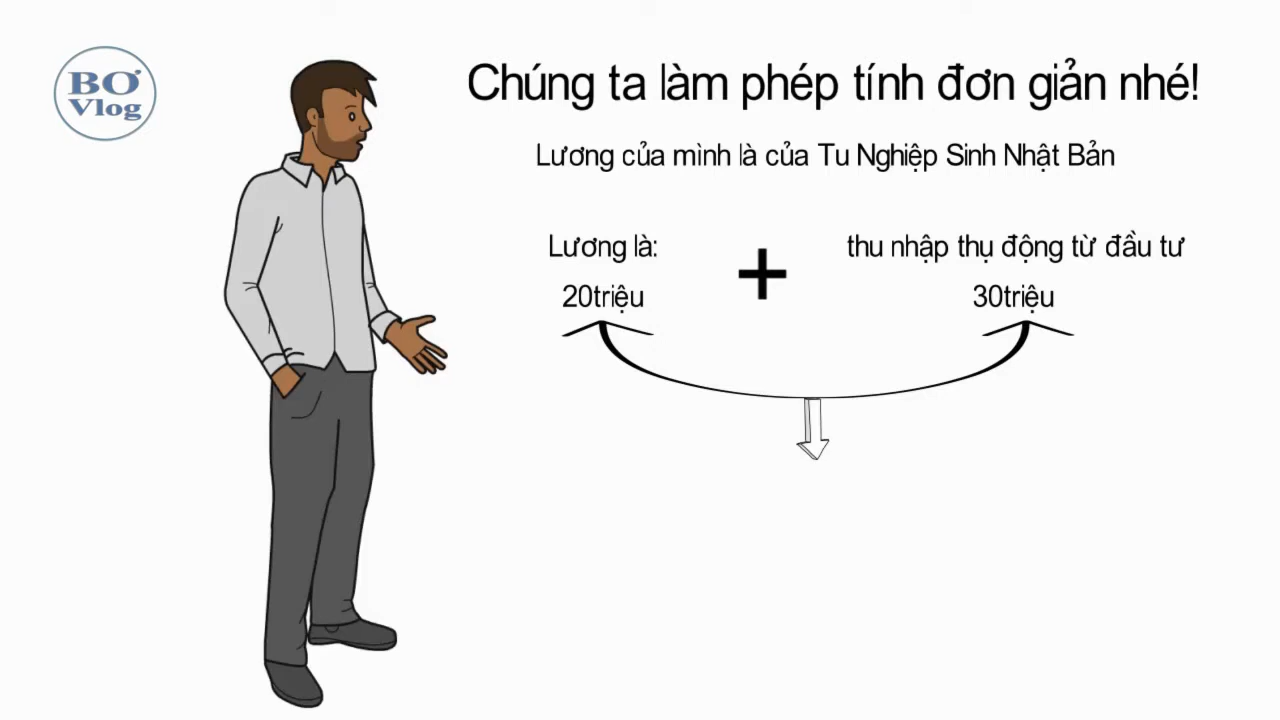 BƠ
Vlog
Chúng ta làm phép tính đơn giản nhé!
Lương của mình là của Tu Nghiệp Sinh Nhật Bản
Lương là:
20triệu
+
thu nhập thụ động từ đầu tư
30triệu